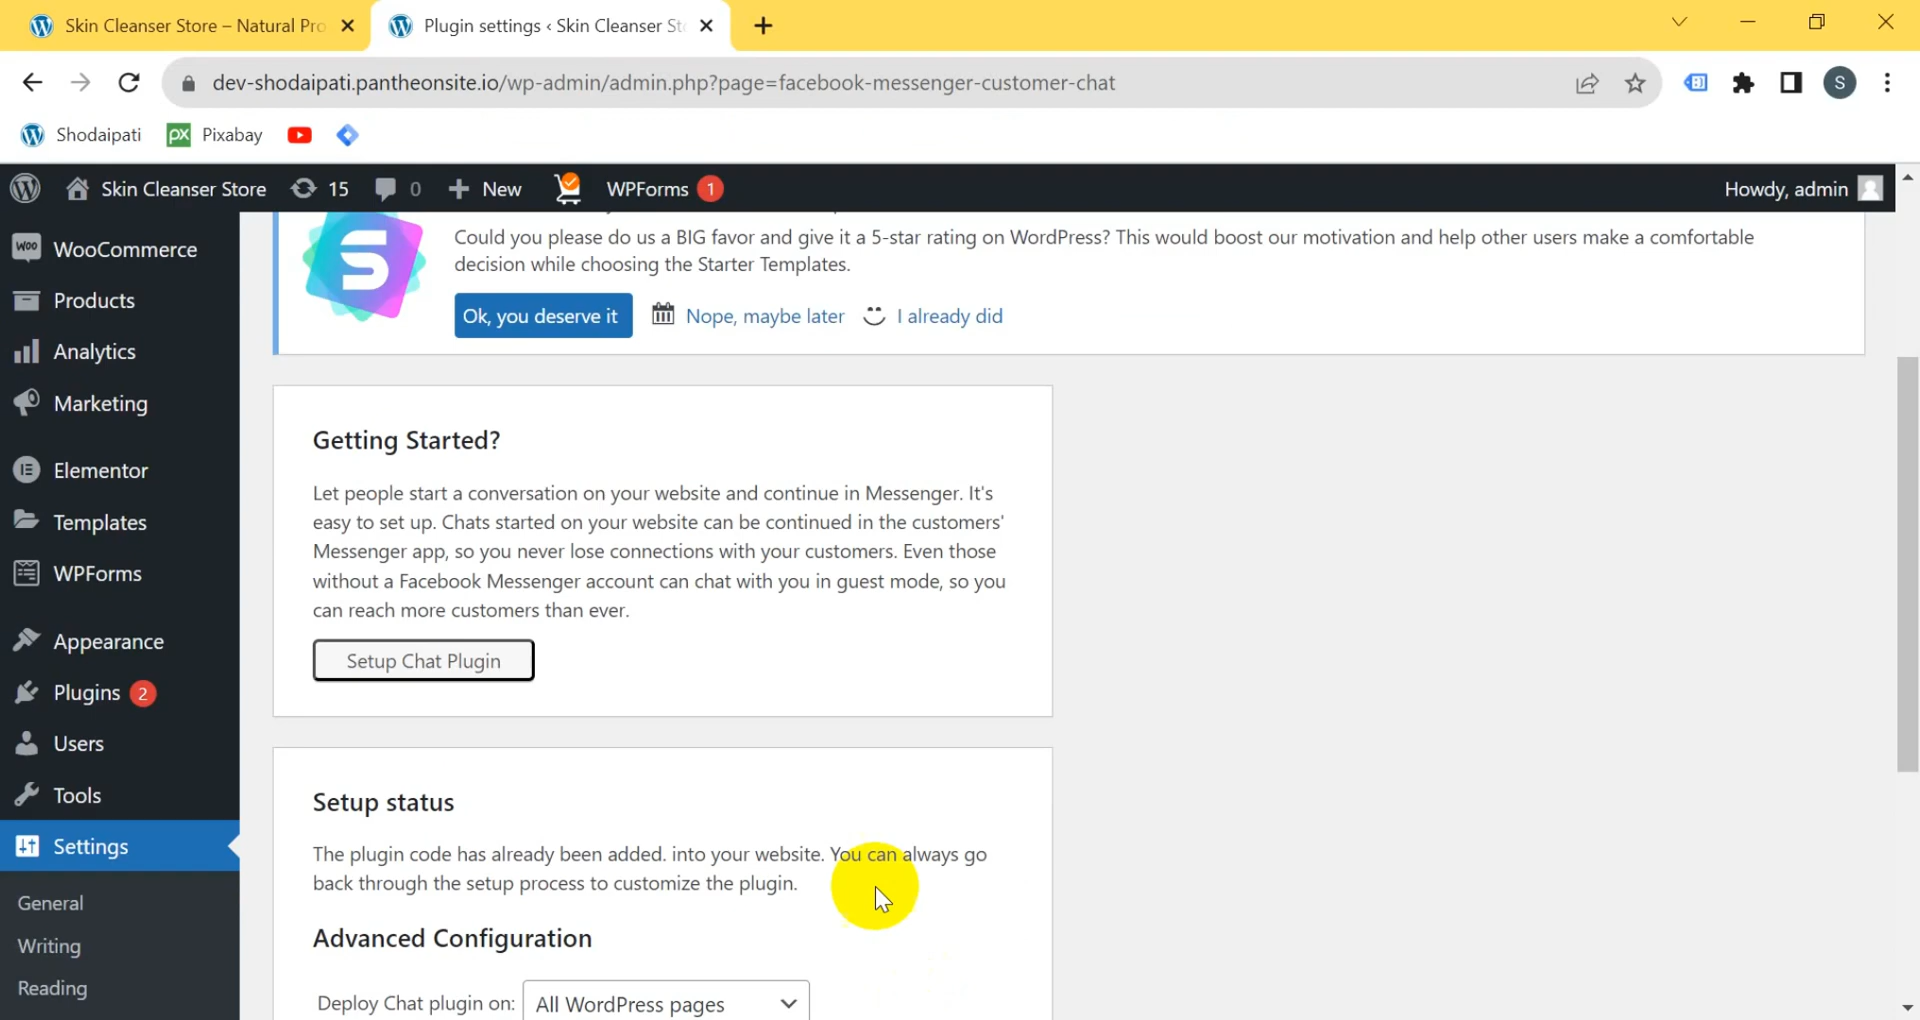 Skin Cleanser Store – Natural Pro
Plugin settings ‹ Skin Cleanser Sto
dev-shodaipati.pantheonsite.io/wp-admin/admin.php?page=facebook-messenger-customer-chat
S
Shodaipati
px Pixabay
Skin Cleanser Store
15
0
New
WPForms 1
Howdy, admin
WooCommerce
Products
Analytics
Marketing
Elementor
Templates
WPForms
Appearance
Plugins 2
Users
Tools
Settings
General
Writing
Reading
Could you please do us a BIG favor and give it a 5-star rating on WordPress? This would boost our motivation and help other users make a comfortable
decision while choosing the Starter Templates.
Ok, you deserve it
Nope, maybe later
I already did
Getting Started?
Let people start a conversation on your website and continue in Messenger. It's
easy to set up. Chats started on your website can be continued in the customers'
Messenger app, so you never lose connections with your customers. Even those
without a Facebook Messenger account can chat with you in guest mode, so you
can reach more customers than ever.
Setup Chat Plugin
Setup status
The plugin code has already been added. into your website. You can always go
back through the setup process to customize the plugin.
Advanced Configuration
Deploy Chat plugin on: All WordPress pages